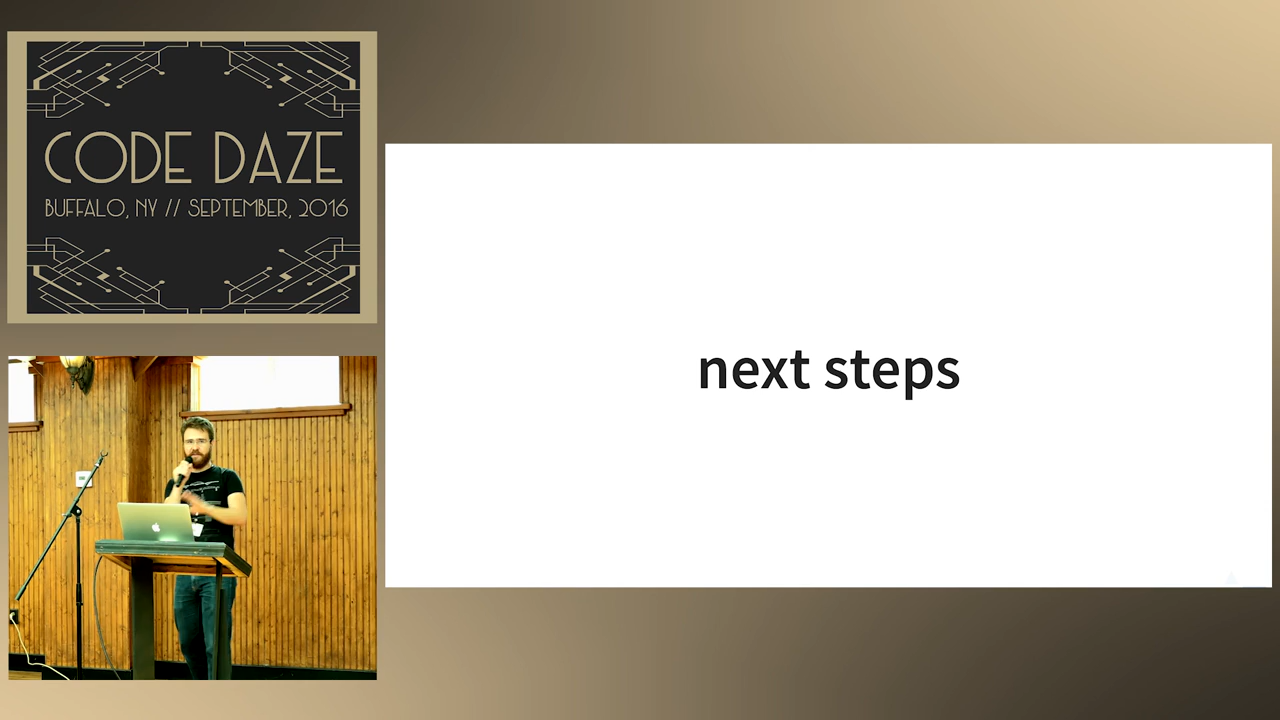 CODE DAZE
BUFFALO, NY // SEPTEMBER, 2016
next steps